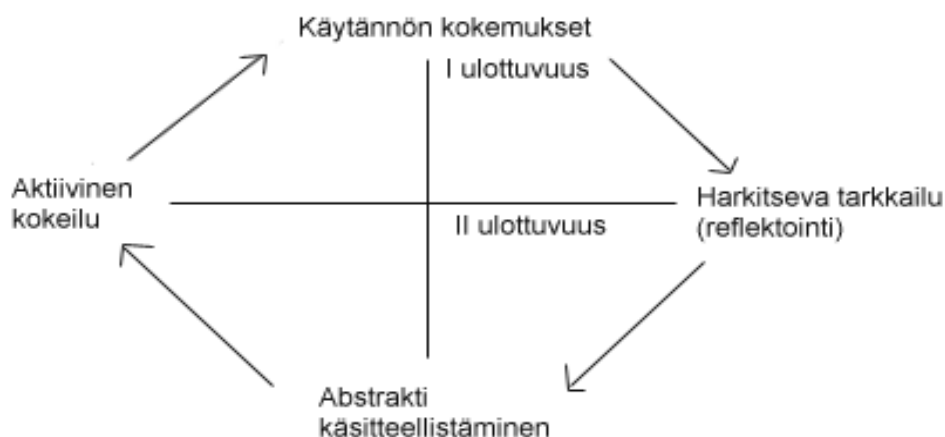 Käytännön kokemukset
I ulottuvuus
Aktiivinen
kokeilu
Harkitseva tarkkailu
(reflektointi)
II ulottuvuus
Abstrakti
käsitteellistäminen